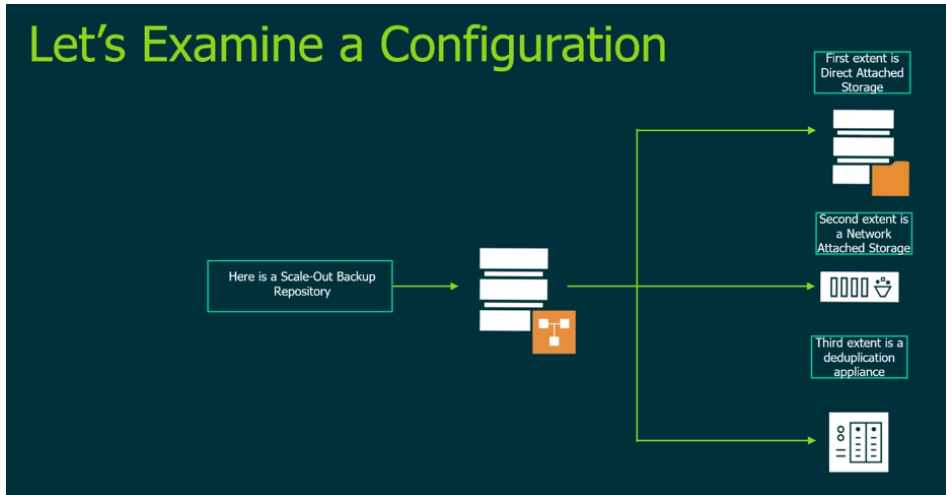 Let's Examine a Configuration
First extent is
Direct Attached
Storage
Second extent is
a Network
Attached Storage
Here is a Scale-Out Backup
Repository
Third extent is a
deduplication
appliance